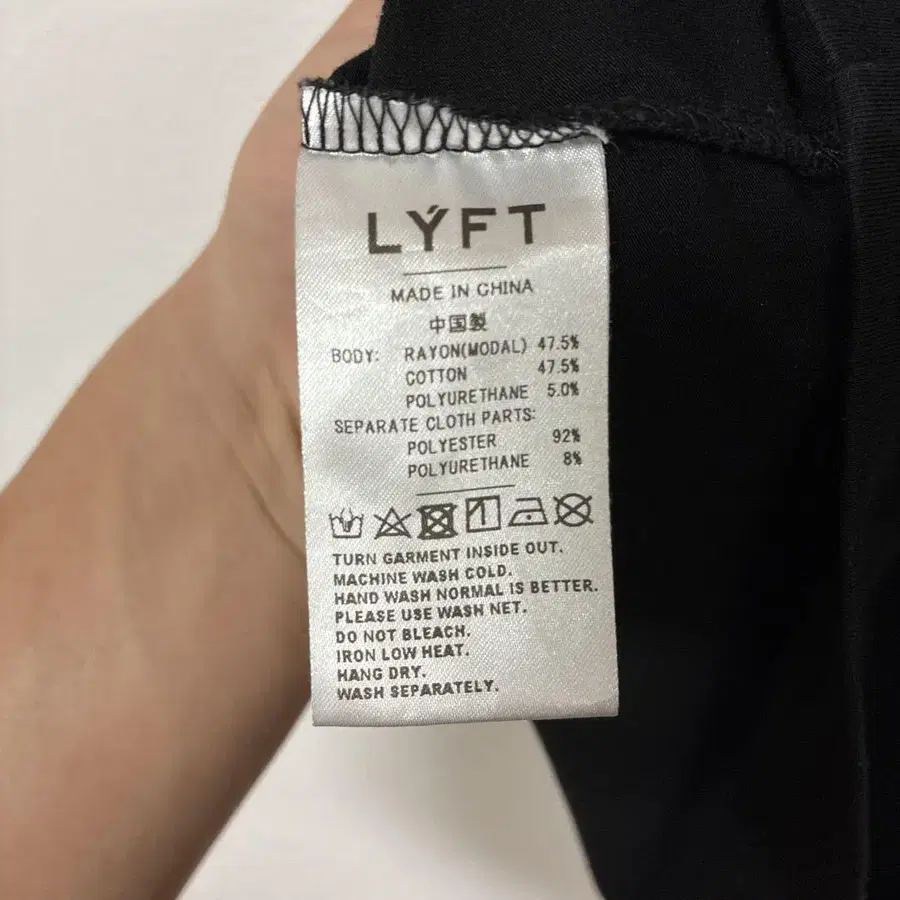 LÝFT
MADE IN CHINA
中国製
BODY: RAYON(MODAL) 47.5%
COTTON 47.5%
POLYURETHANE 5.0%
SEPARATE CLOTH PARTS:
POLYESTER 92%
POLYURETHANE 8%
TURN GARMENT INSIDE OUT.
MACHINE WASH COLD.
HAND WASH NORMAL IS BETTER.
PLEASE USE WASH NET.
DO NOT BLEACH.
IRON LOW HEAT.
HANG DRY.
WASH SEPARATELY.